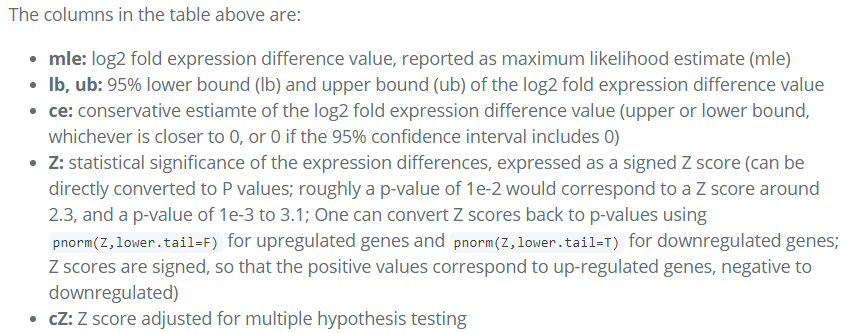 The columns in the table above are:
• mle: log2 fold expression difference value, reported as maximum likelihood estimate (mle)
• lb, ub: 95% lower bound (lb) and upper bound (ub) of the log2 fold expression difference value
• ce: conservative estiamte of the log2 fold expression difference value (upper or lower bound,
whichever is closer to 0, or 0 if the 95% confidence interval includes 0)
• Z: statistical significance of the expression differences, expressed as a signed Z score (can be
directly converted to P values; roughly a p-value of 1e-2 would correspond to a Z score around
2.3, and a p-value of 1e-3 to 3.1; One can convert Z scores back to p-values using
pnorm(Z,lower.tail=F) for upregulated genes and pnorm(Z,lower.tail=T) for downregulated genes;
Z scores are signed, so that the positive values correspond to up-regulated genes, negative to
downregulated)
• cZ: Z score adjusted for multiple hypothesis testing